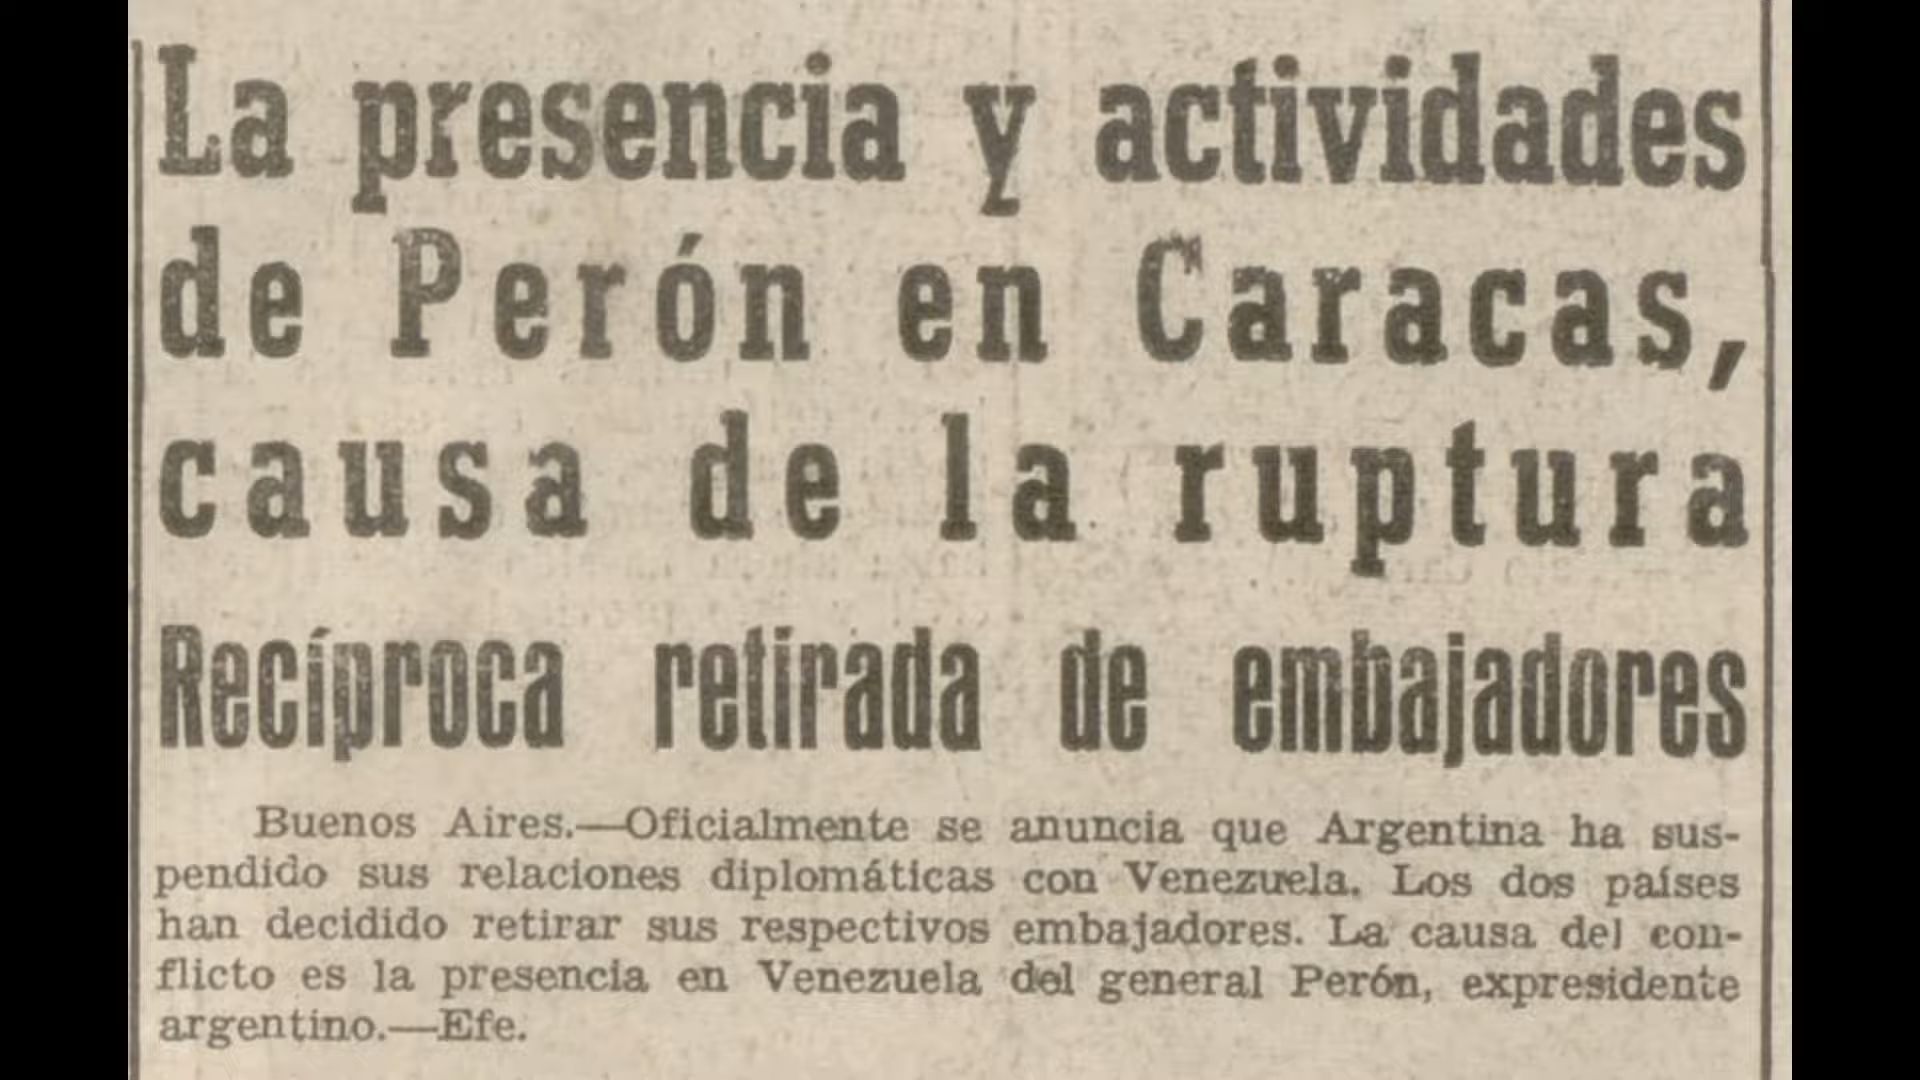 La presencia y actividades
de Perón en Caracas,
causa de la ruptura
Recíproca retirada de embajadores
Buenos Aires.—Oficialmente se anuncia que Argentina ha sus-
pendido sus relaciones diplomáticas con Venezuela. Los dos países
han decidido retirar sus respectivos embajadores. La causa del con-
flicto es la presencia en Venezuela del general Perón, expresidente
argentino.—Efe.